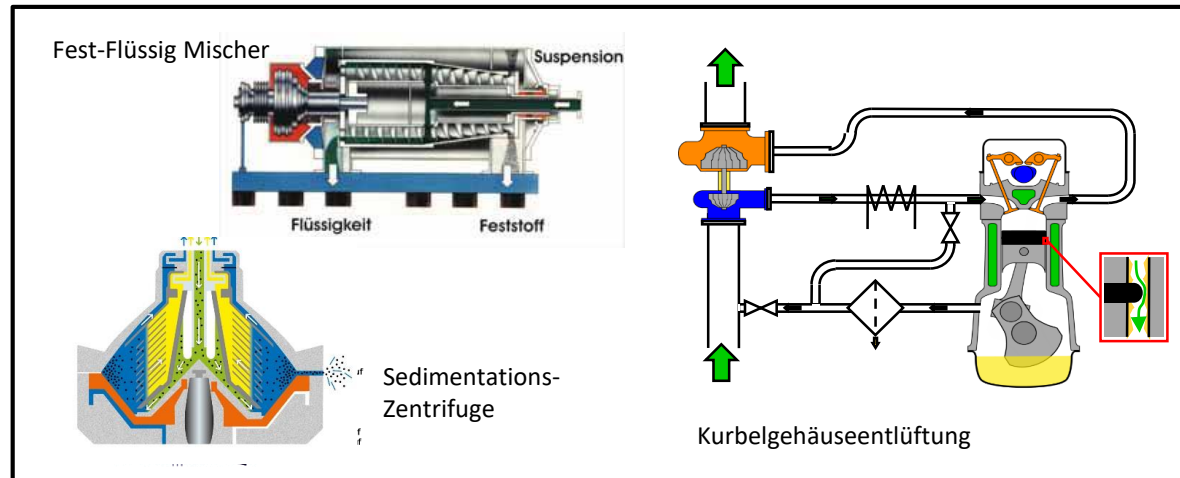 Fest-Flüssig Mischer
Suspension
Flüssigkeit
Feststoff
Sedimentations-
Zentrifuge
Kurbelgehäuseentlüftung